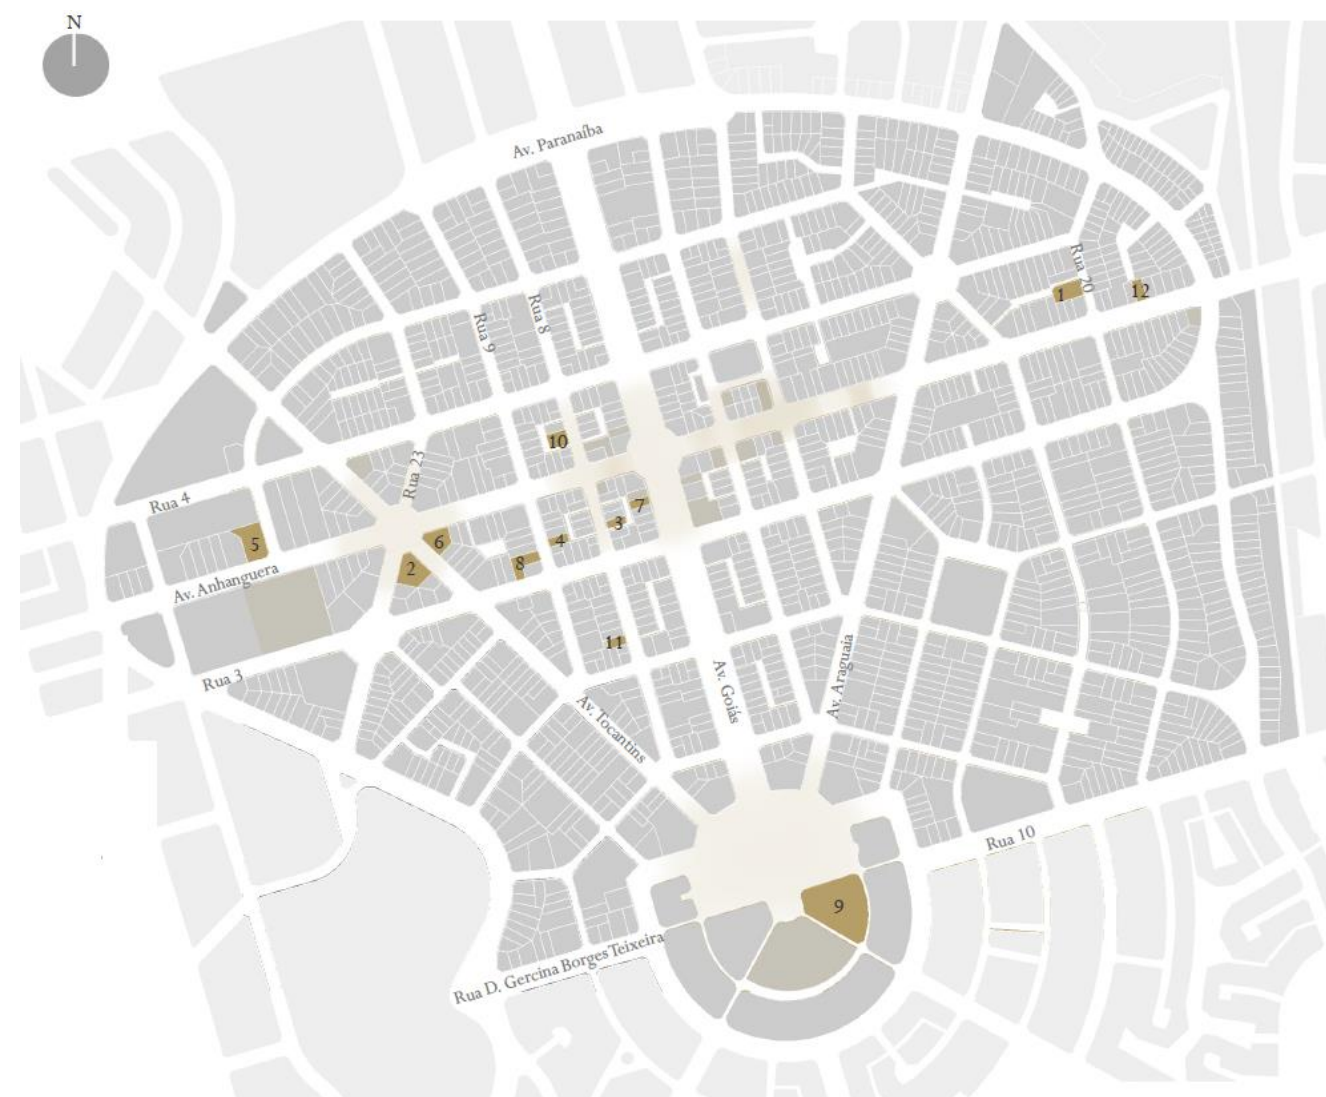 N
Av. Paranaíba
Rua 20
1
12
Rua 8
Rua 9
10
Rua 23
Rua 4
7
3
5
6
4
8
2
Av. Anhanguera
11
Rua 3
Av. Goiás
Av. Araguaia
Av. Tocantins
Rua 10
9
Rua D. Gercina Borges Teixeira